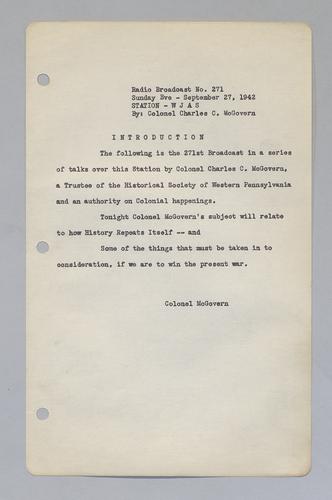 Radio Broadcast No. 271
Sunday Eve - September 27, 1942
STATION - W J A S
By: Colonel Charles C. McGovern
I N T R O D U C T I O N
The following is the 271st Broadcast in a series
of talks over this Station by Colonel Charles C. McGovern,
a Trustee of the Historical Society of Western Pennsylvania
and an authority on Colonial happenings.
Tonight Colonel McGovern's subject will relate
to how History Repeats Itself -- and
Some of the things that must be taken in to
consideration, if we are to win the present war.
Colonel McGovern